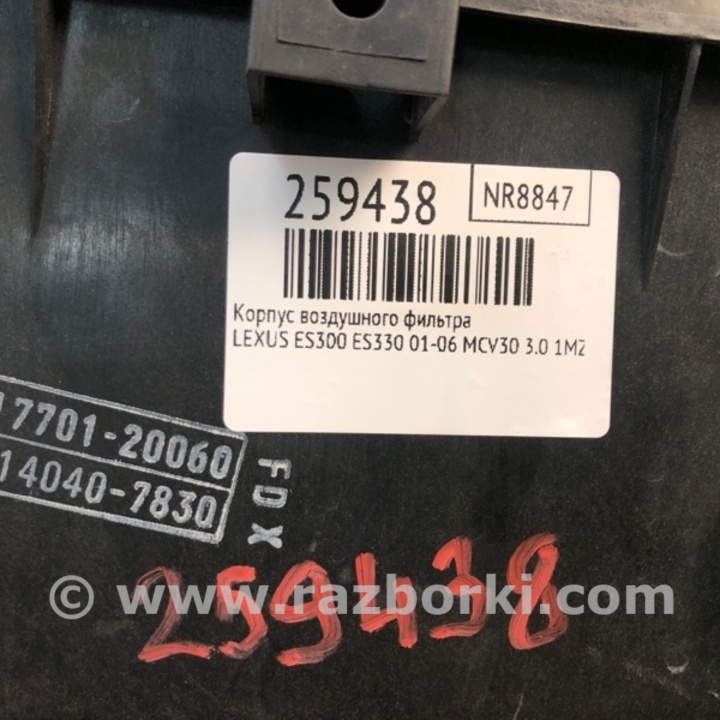 259438
NR8847
Корпус воздушного фильтра
LEXUS ES300 ES330 01-06 MCV30 3.0 1MZ
17701-20060
14040-7830
FDX
259438
© www.razborki.com